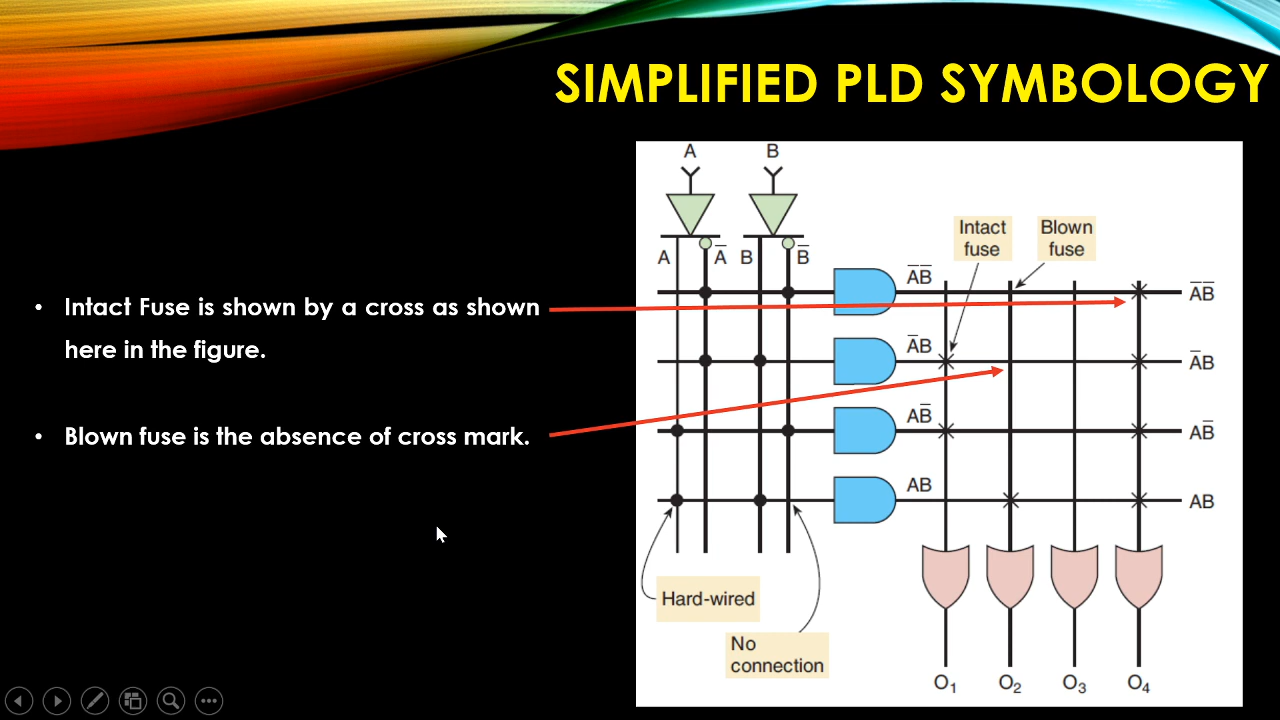 SIMPLIFIED PLD SYMBOLOGY
• Intact Fuse is shown by a cross as shown
here in the figure.
• Blown fuse is the absence of cross mark.
A B
Intact
fuse
Blown
fuse
A A̅ B B̅
A̅B̅ A̅B̅
A̅B A̅B
AB̅ AB̅
AB AB
Hard-wired
No
connection
O₁ O₂ O₃ O₄